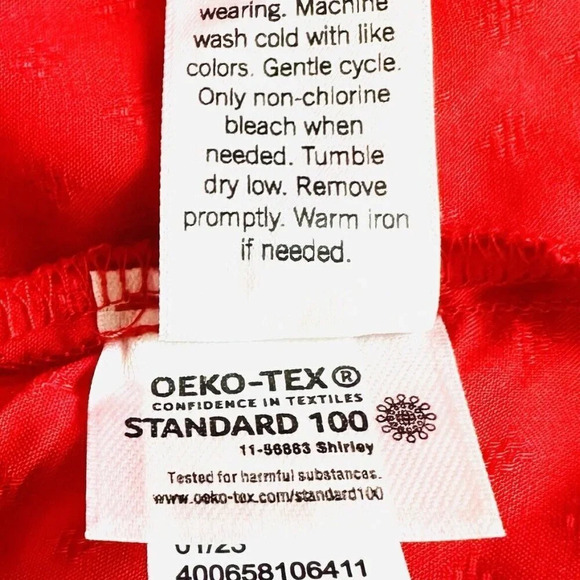 wearing. Machine
wash cold with like
colors. Gentle cycle.
Only non-chlorine
bleach when
needed. Tumble
dry low. Remove
promptly. Warm iron
if needed.
OEKO-TEX®
CONFIDENCE IN TEXTILES
STANDARD 100
11-56663 Shirley
Tested for harmful substances.
www.oeko-tex.com/standard100
01/23
400658106411